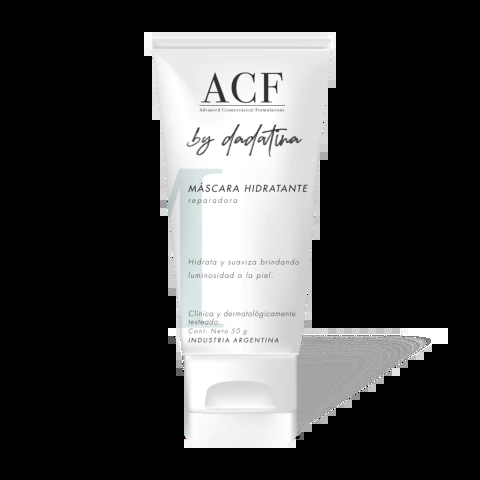 ACF
Advanced Cosmeceutical Formulations
by dadatina
MÁSCARA HIDRATANTE
reparadora
M
Hidrata y suaviza brindando
luminosidad a la piel.
Clínica y dermatológicamente
testeado.
Cont. Neto 50 g
INDUSTRIA ARGENTINA